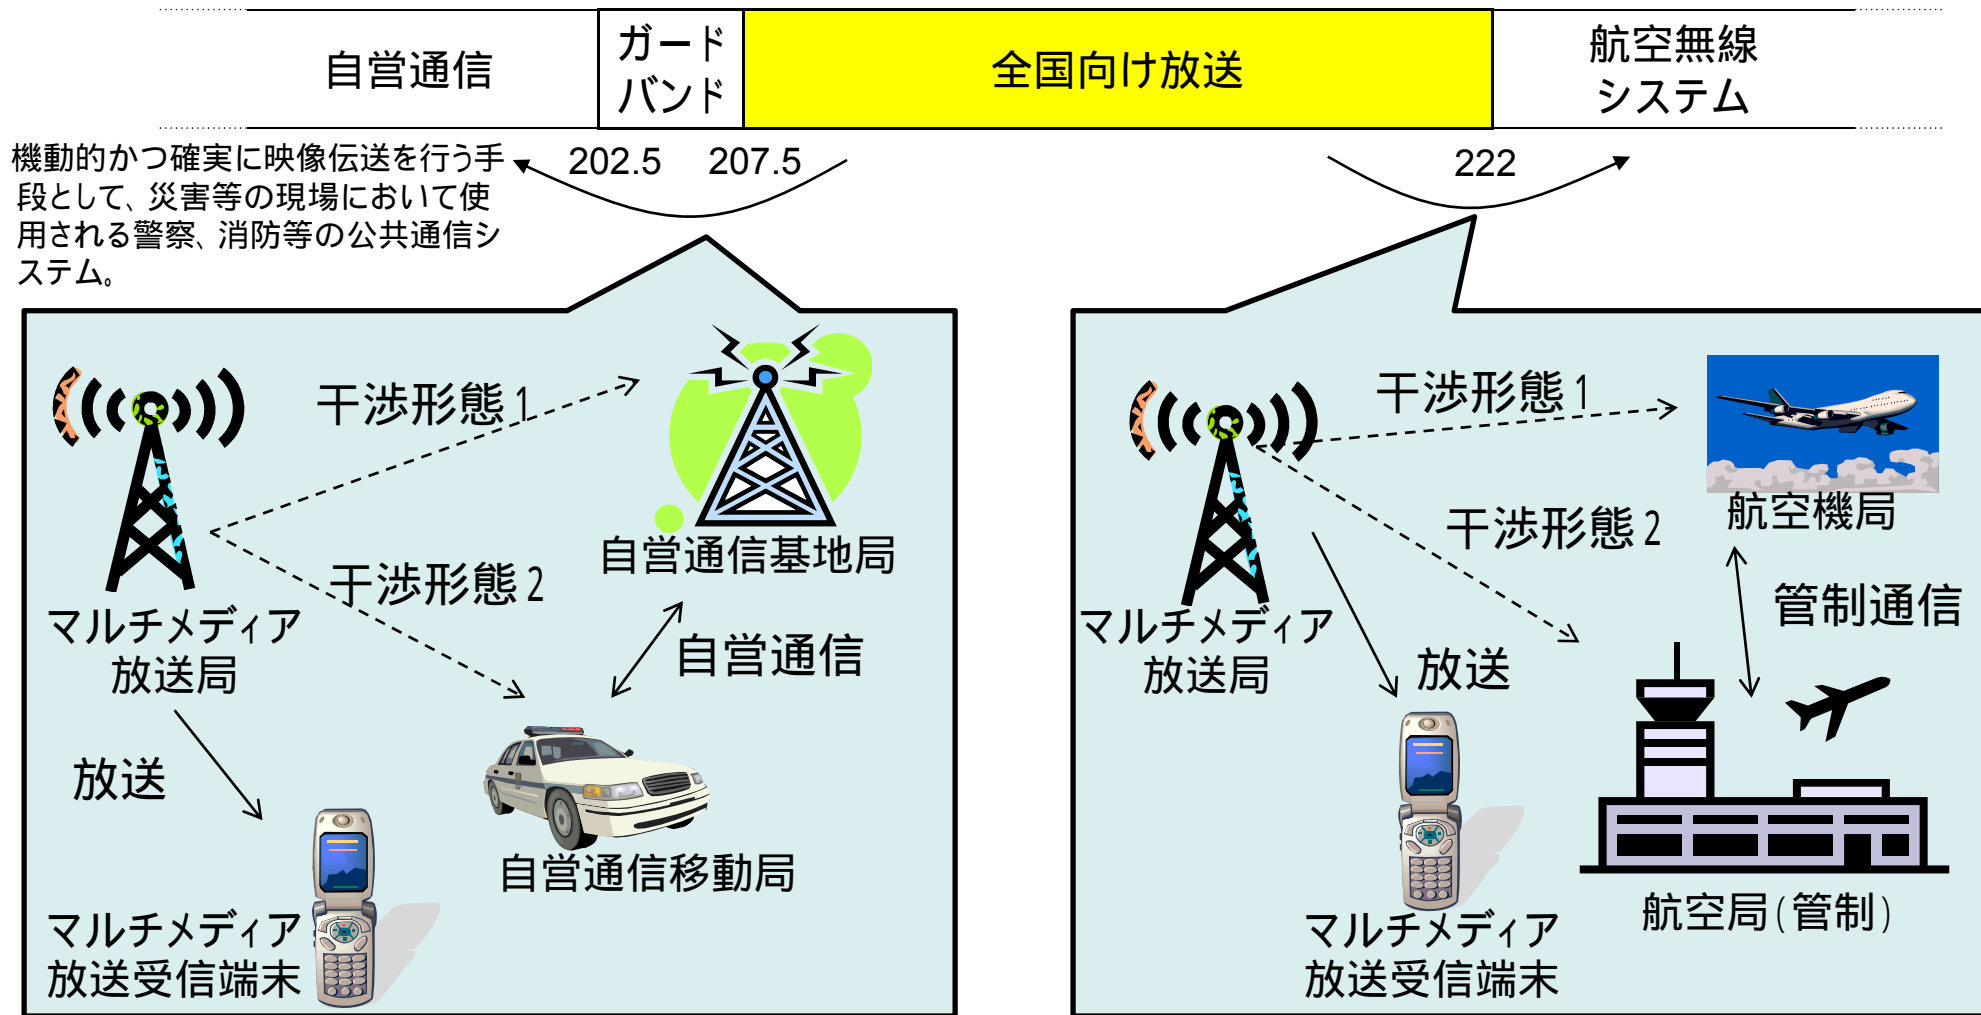 自営通信
ガード
バンド
全国向け放送
航空無線
システム
202.5
207.5
222
機動的かつ確実に映像伝送を行う手
段として、災害等の現場において使
用される警察、消防等の公共通信シ
ステム。
干渉形態1
自営通信基地局
干渉形態2
マルチメディア
放送局
自営通信
放送
自営通信移動局
マルチメディア
放送受信端末
干渉形態1
航空機局
干渉形態2
管制通信
マルチメディア
放送局
放送
航空局(管制)
マルチメディア
放送受信端末